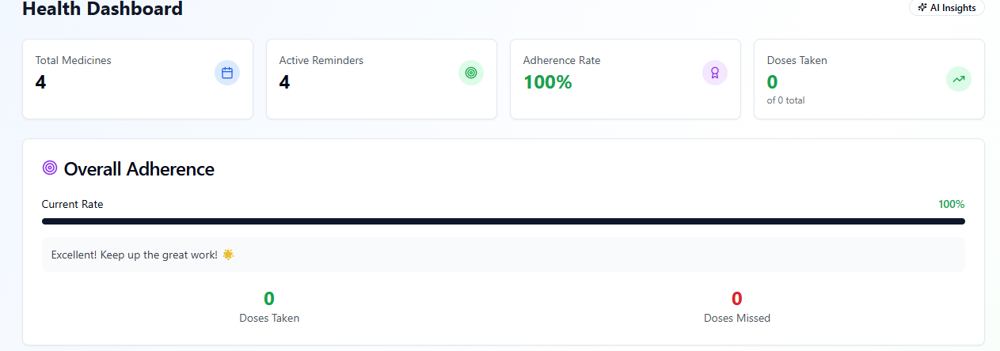 Health Dashboard
AI Insights
Total Medicines
4
Active Reminders
4
Adherence Rate
100%
Doses Taken
0
of 0 total
Overall Adherence
Current Rate
100%
Excellent! Keep up the great work! 🌟
0
Doses Taken
0
Doses Missed